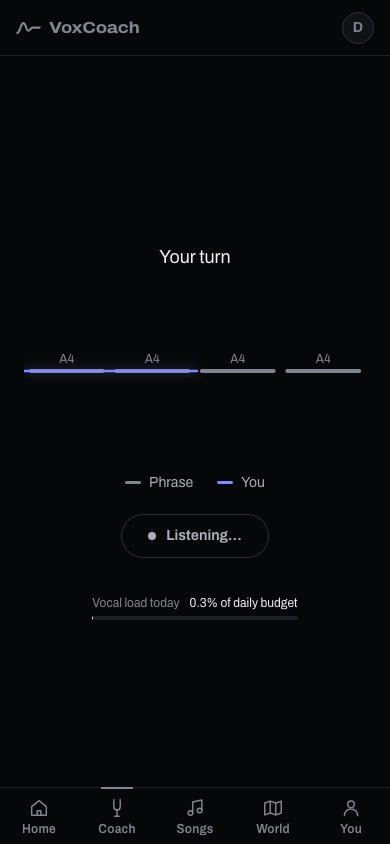 VoxCoach D
Your turn
A4 A4 A4 A4
Phrase You
Listening...
Vocal load today 0.3% of daily budget
Home Coach Songs World You